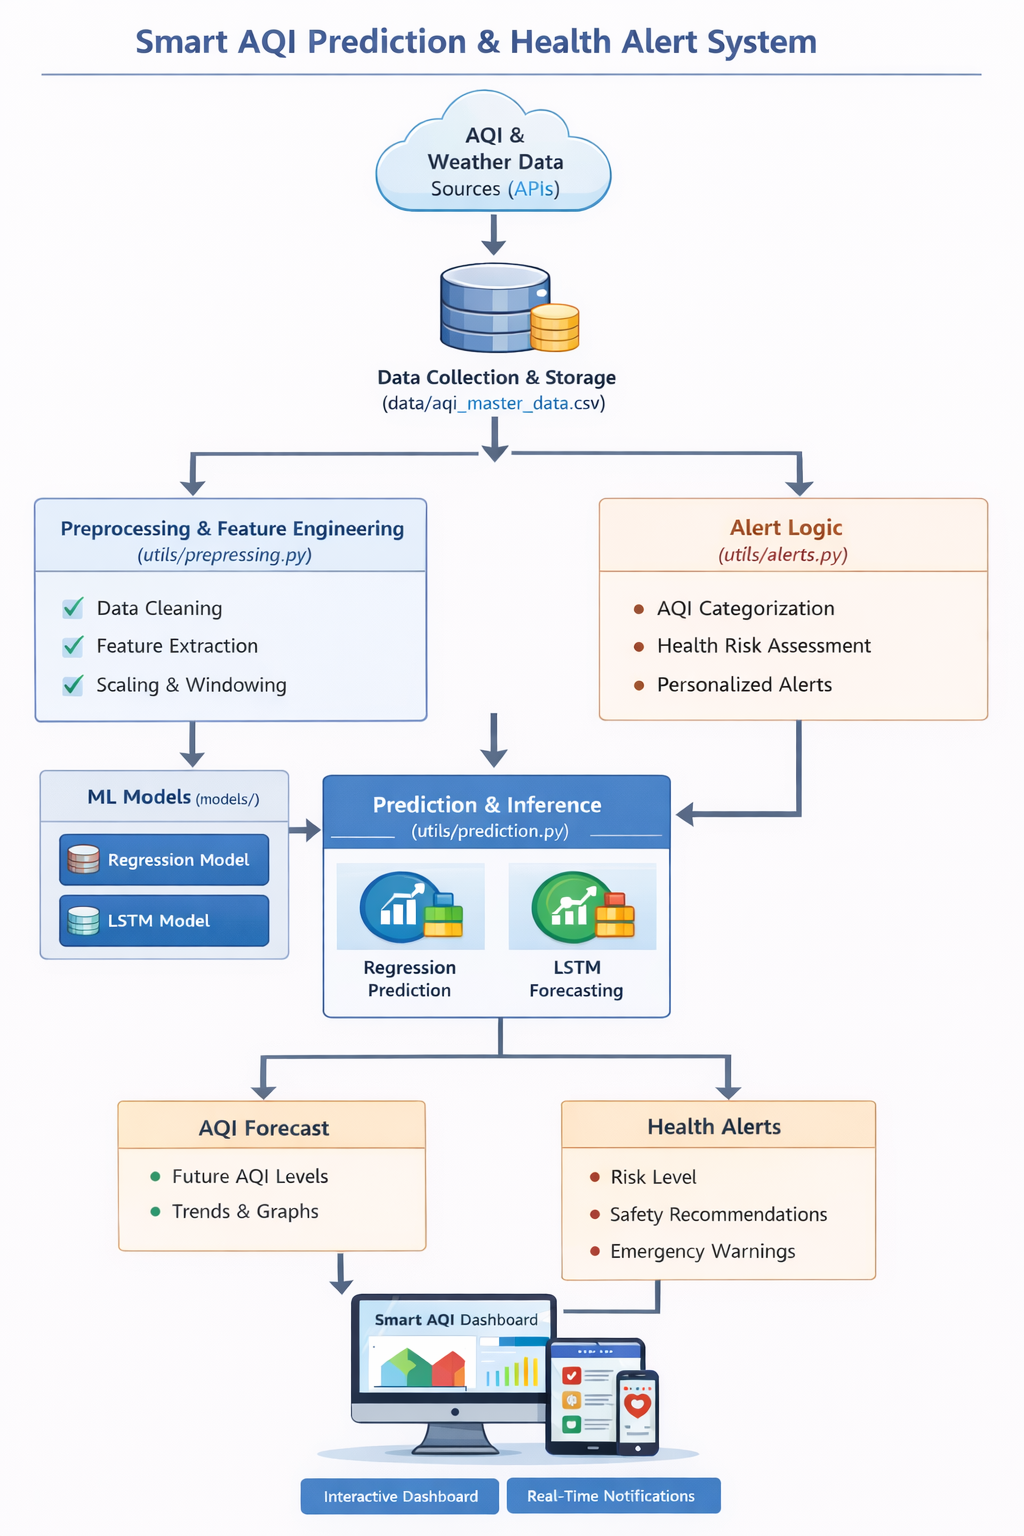 Smart AQI Prediction & Health Alert System
AQI &
Weather Data
Sources (APis)
Data Collection & Storage
(data/aqi_master_data.csv)
Preprocessing & Feature Engineering
(utils/prepressing.py)
Data Cleaning
Feature Extraction
Scaling & Windowing
Alert Logic
(utils/alerts.py)
AQI Categorization
Health Risk Assessment
Personalized Alerts
ML Models (models/)
Regression Model
LSTM Model
Prediction & Inference
(utils/prediction.py)
Regression
Prediction
LSTM
Forecasting
AQI Forecast
Future AQI Levels
Trends & Graphs
Health Alerts
Risk Level
Safety Recommendations
Emergency Warnings
Smart AQI Dashboard
Interactive Dashboard
Real-Time Notifications